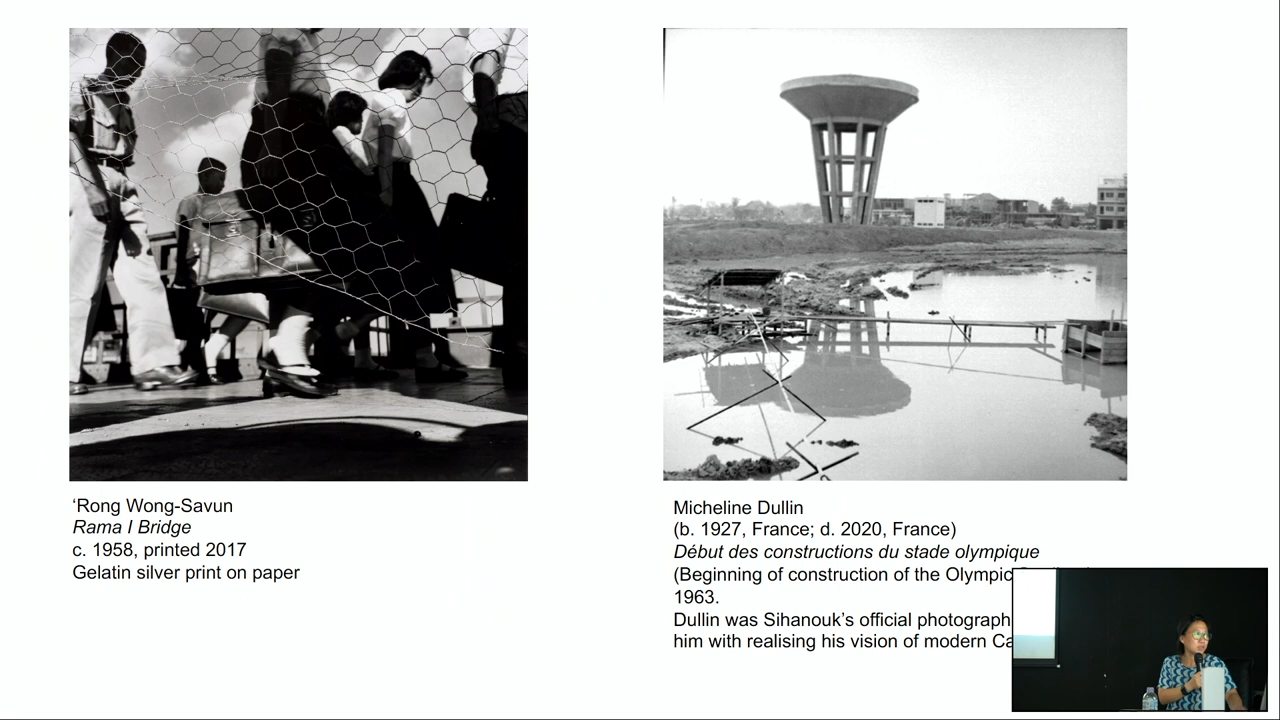 ‘Rong Wong-Savun
Rama I Bridge
c. 1958, printed 2017
Gelatin silver print on paper
Micheline Dullin
(b. 1927, France; d. 2020, France)
Début des constructions du stade olympique
(Beginning of construction of the Olympic
1963.
Dullin was Sihanouk’s official photograph
him with realising his vision of modern Ca